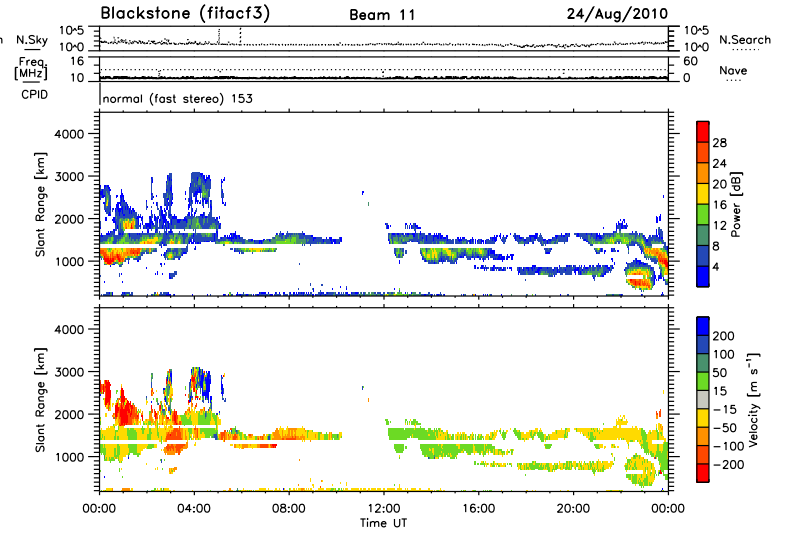 Blackstone (fitacf3) Beam 11 24/Aug/2010
n N.Sky 10^5 10^0 10^5 10^0 N.Search
Freq. [MHz] 16 10 60 0 Nave
CPID normal (fast stereo) 153
Slant Range [km] 4000 3000 2000 1000
28 24 20 16 12 8 4 Power [dB]
Slant Range [km] 4000 3000 2000 1000
200 100 50 15 −15 −50 −100 −200 Velocity [m s⁻¹]
00:00 04:00 08:00 12:00 16:00 20:00 00:00
Time UT